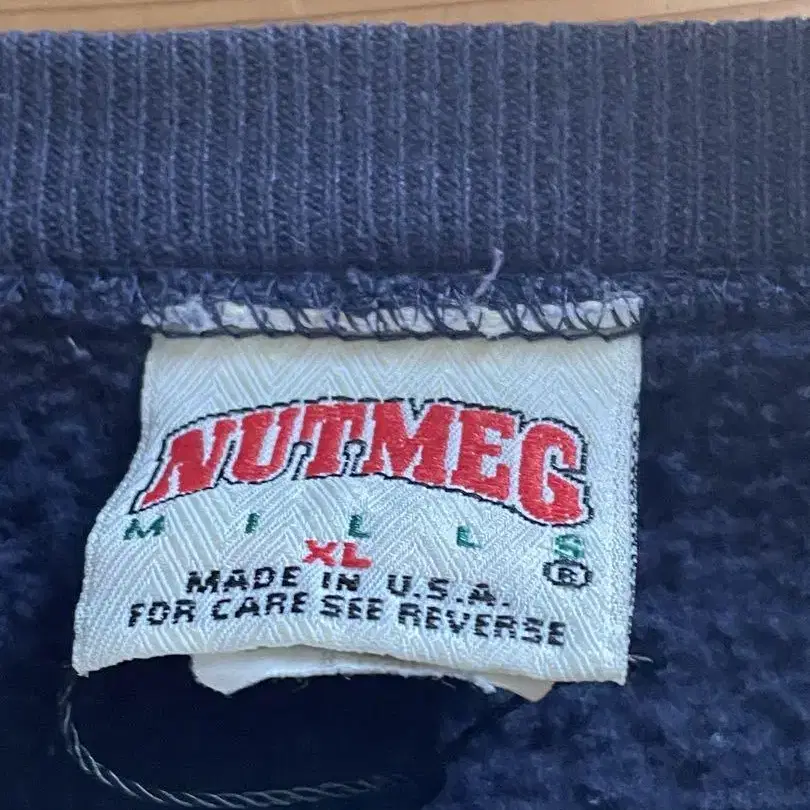 NUTMEG
MILLS
XL
®
MADE IN U.S.A.
FOR CARE SEE REVERSE